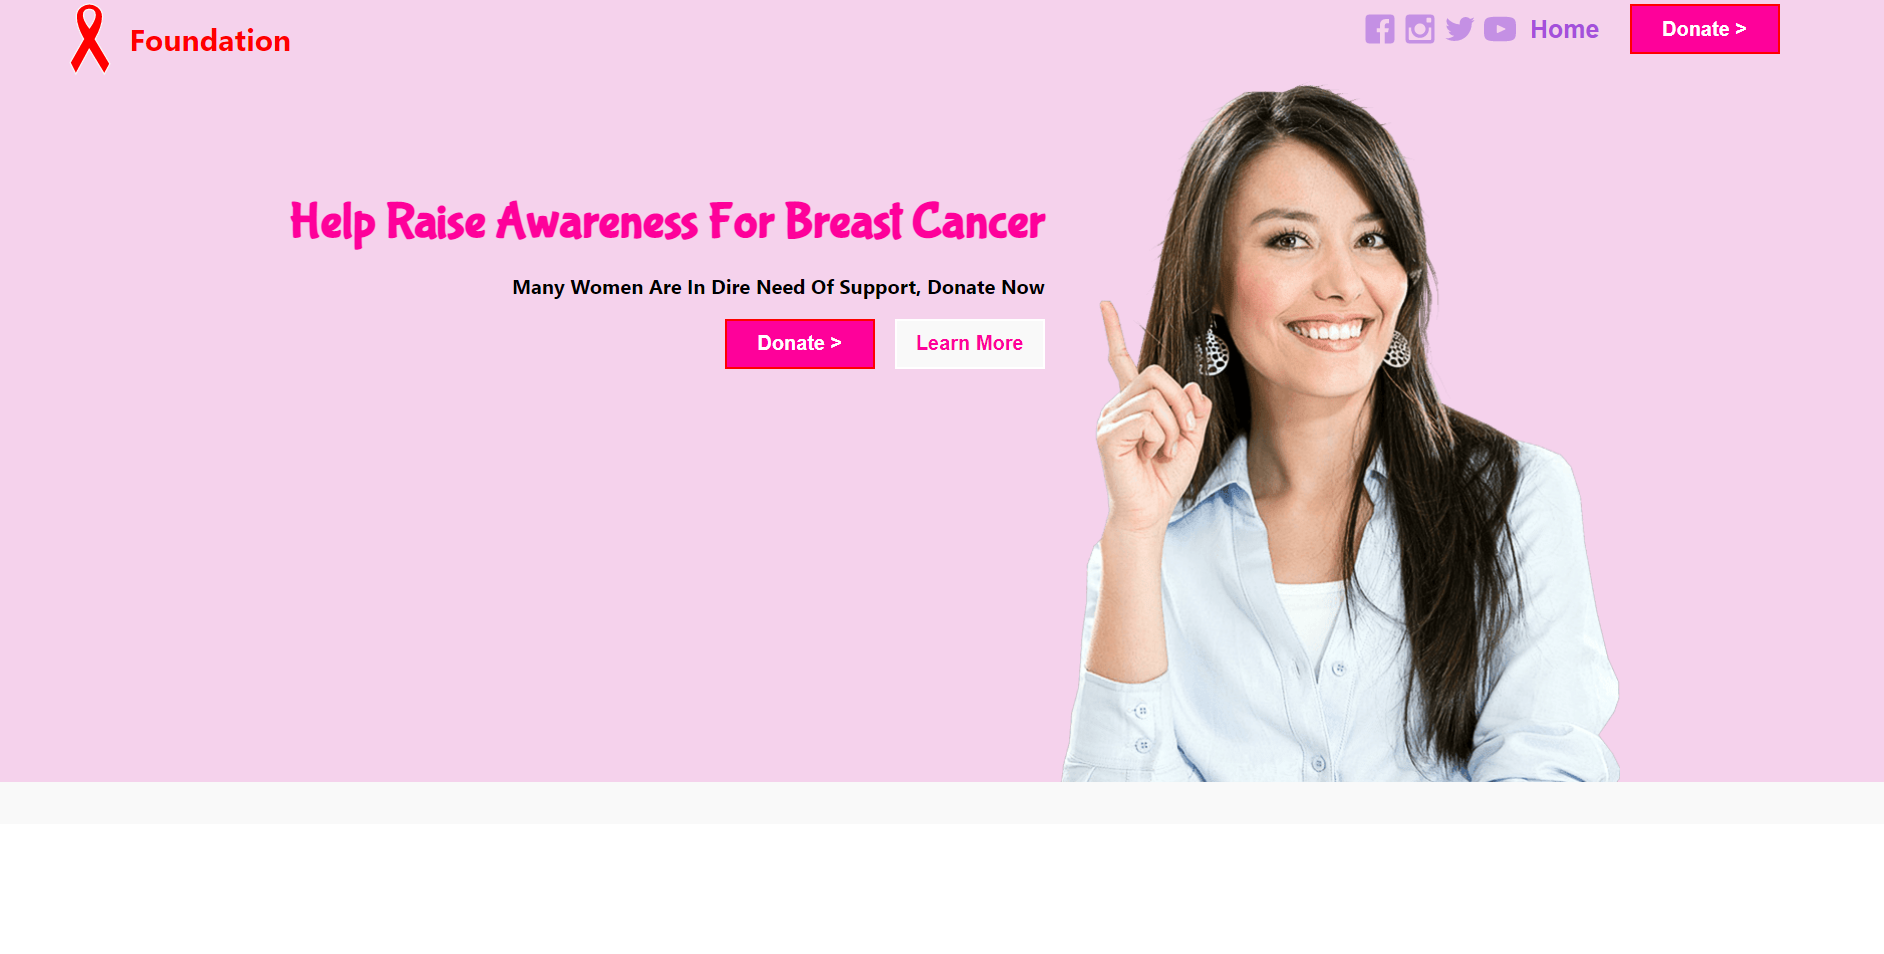 Foundation
Home
Donate >
Help Raise Awareness For Breast Cancer
Many Women Are In Dire Need Of Support, Donate Now
Donate >
Learn More